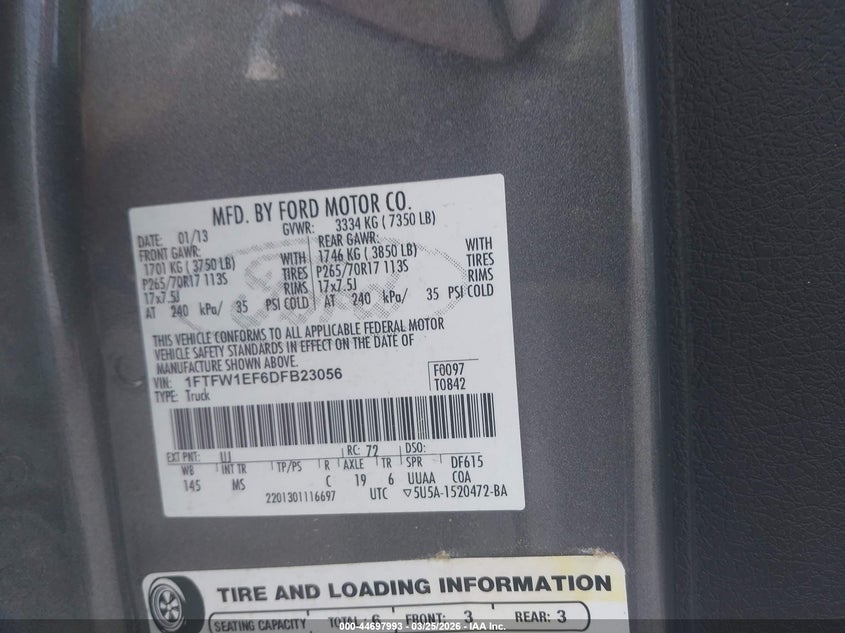 MFD. BY FORD MOTOR CO.
DATE: 01/13 GVWR: 3334 KG ( 7350 LB)
FRONT GAWR: REAR GAWR:
1701 KG ( 3750 LB) WITH 1746 KG ( 3850 LB) WITH
P265/70R17 113S TIRES P265/70R17 113S TIRES
17x7.5J RIMS 17x7.5J RIMS
AT 240 kPa/ 35 PSI COLD AT 240 kPa/ 35 PSI COLD
Ford
THIS VEHICLE CONFORMS TO ALL APPLICABLE FEDERAL MOTOR
VEHICLE SAFETY STANDARDS IN EFFECT ON THE DATE OF
MANUFACTURE SHOWN ABOVE.
VIN: 1FTFW1EF6DFB23056 F0097
TYPE: Truck T0842
EXT PNT: UJ RC: 72 DSO:
WB INT TR TP/PS R AXLE TR SPR DF615
145 MS C 19 6 UUAA COA
2201301116697 UTC ▽5U5A-1520472-BA
TIRE AND LOADING INFORMATION
SEATING CAPACITY TOTAL: 6 FRONT: 3 REAR: 3
000-44697993 - 03/25/2026 - IAA Inc.